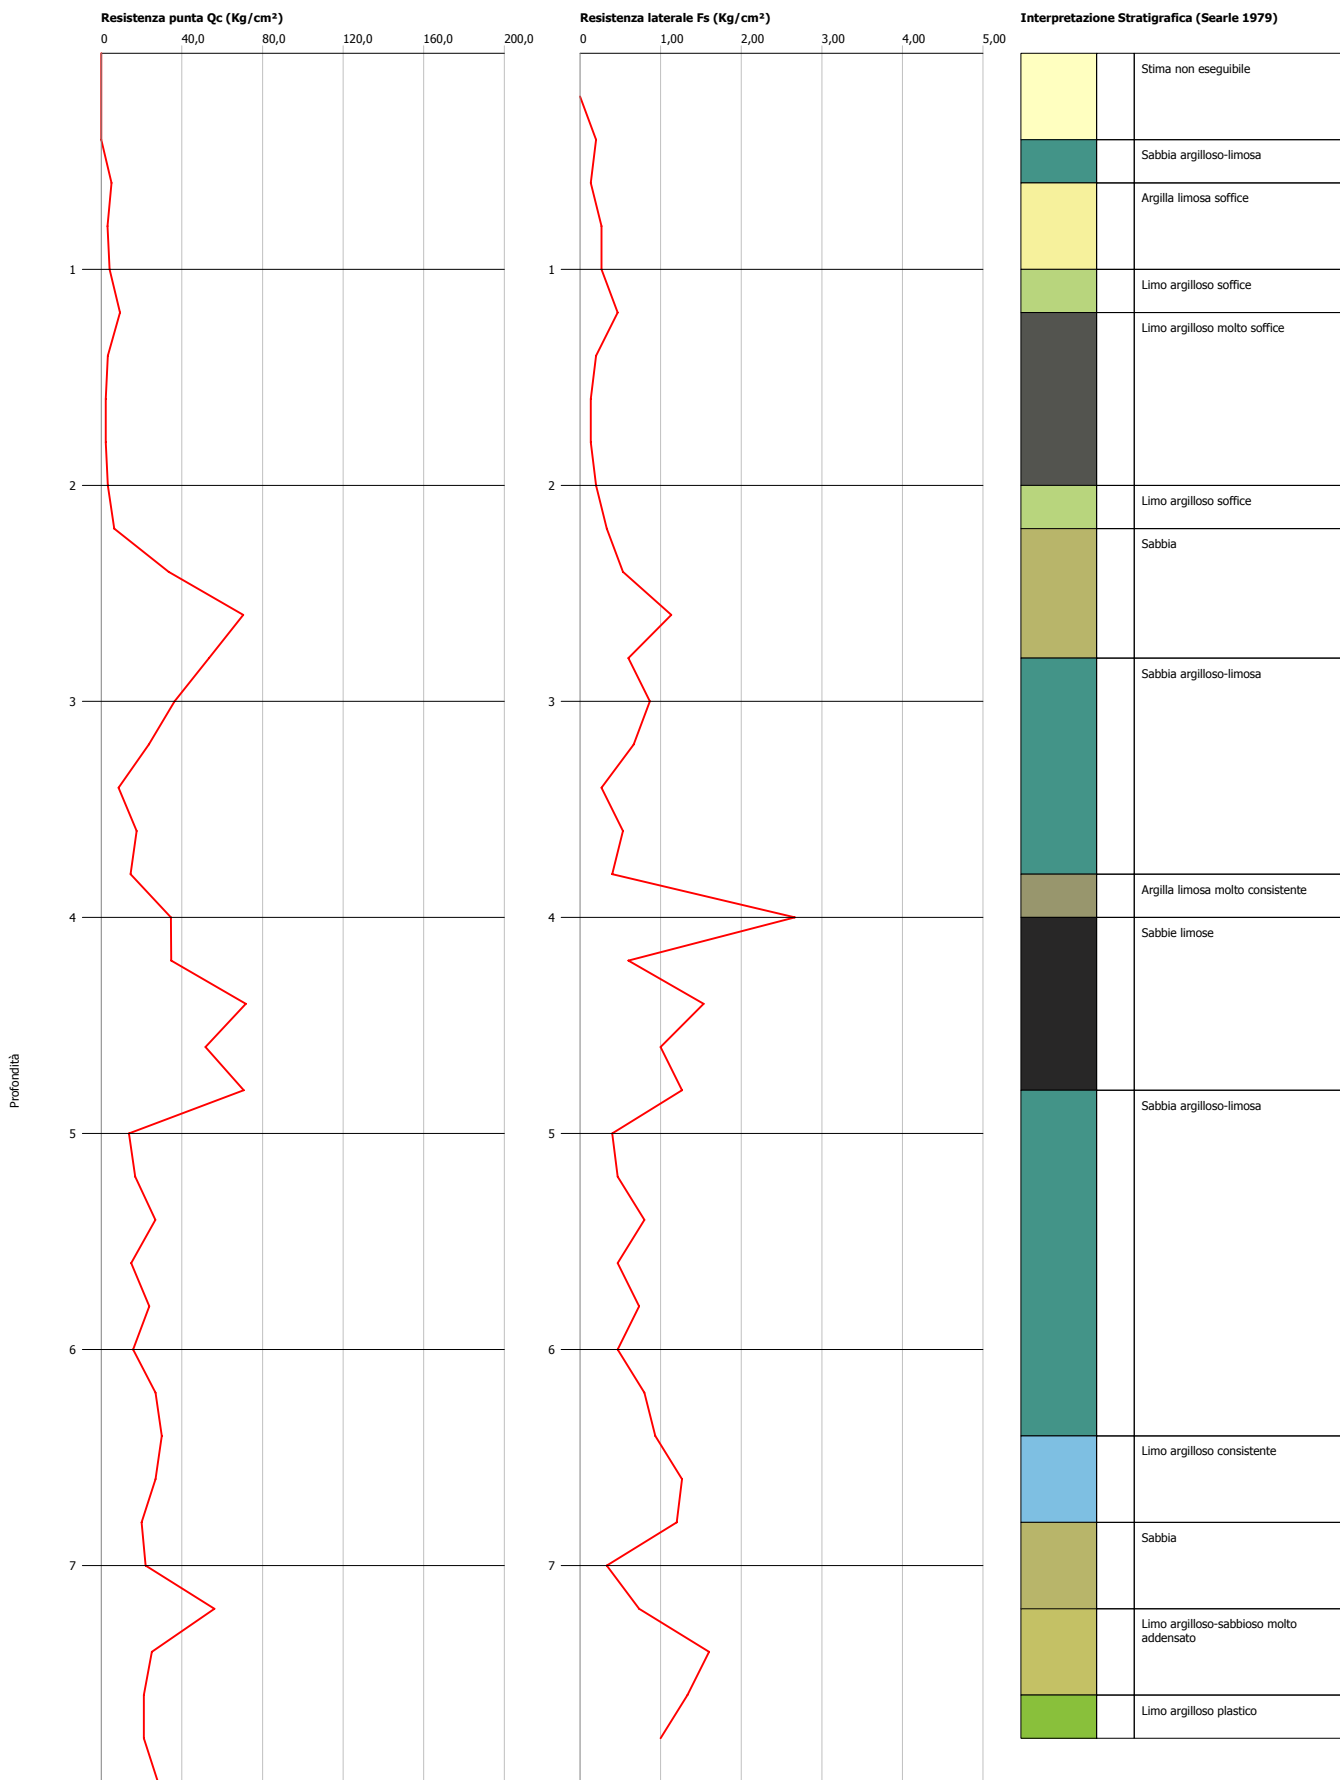 Resistenza punta Qc (Kg/cm²)
0 40,0 80,0 120,0 160,0 200,0
Resistenza laterale Fs (Kg/cm²)
0 1,00 2,00 3,00 4,00 5,00
Interpretazione Stratigrafica (Searle 1979)
Stima non eseguibile
Sabbia argilloso-limosa
Argilla limosa soffice
1 1
Limo argilloso soffice
Limo argilloso molto soffice
2 2
Limo argilloso soffice
Sabbia
Sabbia argilloso-limosa
3 3
Argilla limosa molto consistente
4 4
Sabbie limose
Profondità
Sabbia argilloso-limosa
5 5
6 6
Limo argilloso consistente
Sabbia
7 7
Limo argilloso-sabbioso molto
addensato
Limo argilloso plastico